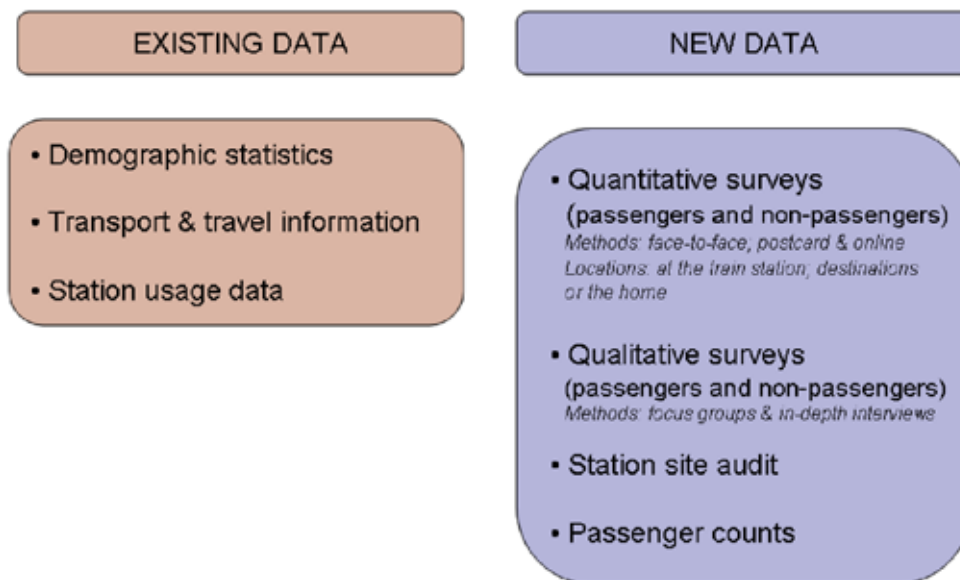 EXISTING DATA
• Demographic statistics
• Transport & travel information
• Station usage data
NEW DATA
• Quantitative surveys
(passengers and non-passengers)
Methods: face-to-face; postcard & online
Locations: at the train station; destinations
or the home
• Qualitative surveys
(passengers and non-passengers)
Methods: focus groups & in-depth interviews
• Station site audit
• Passenger counts